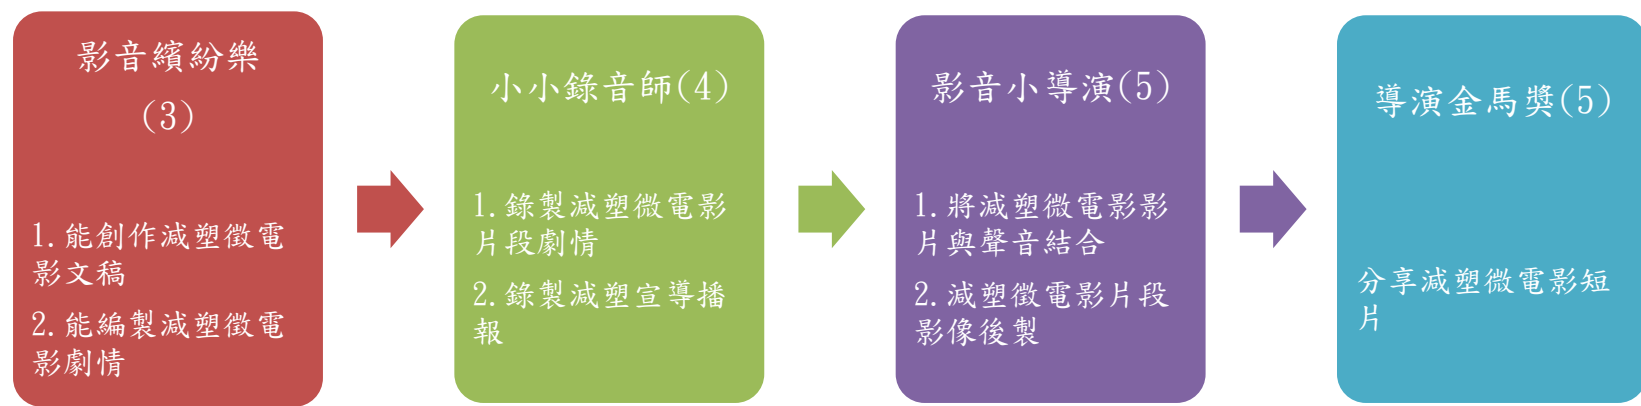 影音繽紛樂
(3)
1.能創作減塑徵電
影文稿
2.能編製減塑徵電
影劇情
小小錄音師(4)
1.錄製減塑微電影
片段劇情
2.錄製減塑宣導播
報
影音小導演(5)
1.將減塑微電影影
片與聲音結合
2.減塑微電影片段
影像後製
導演金馬獎(5)
分享減塑微電影短
片